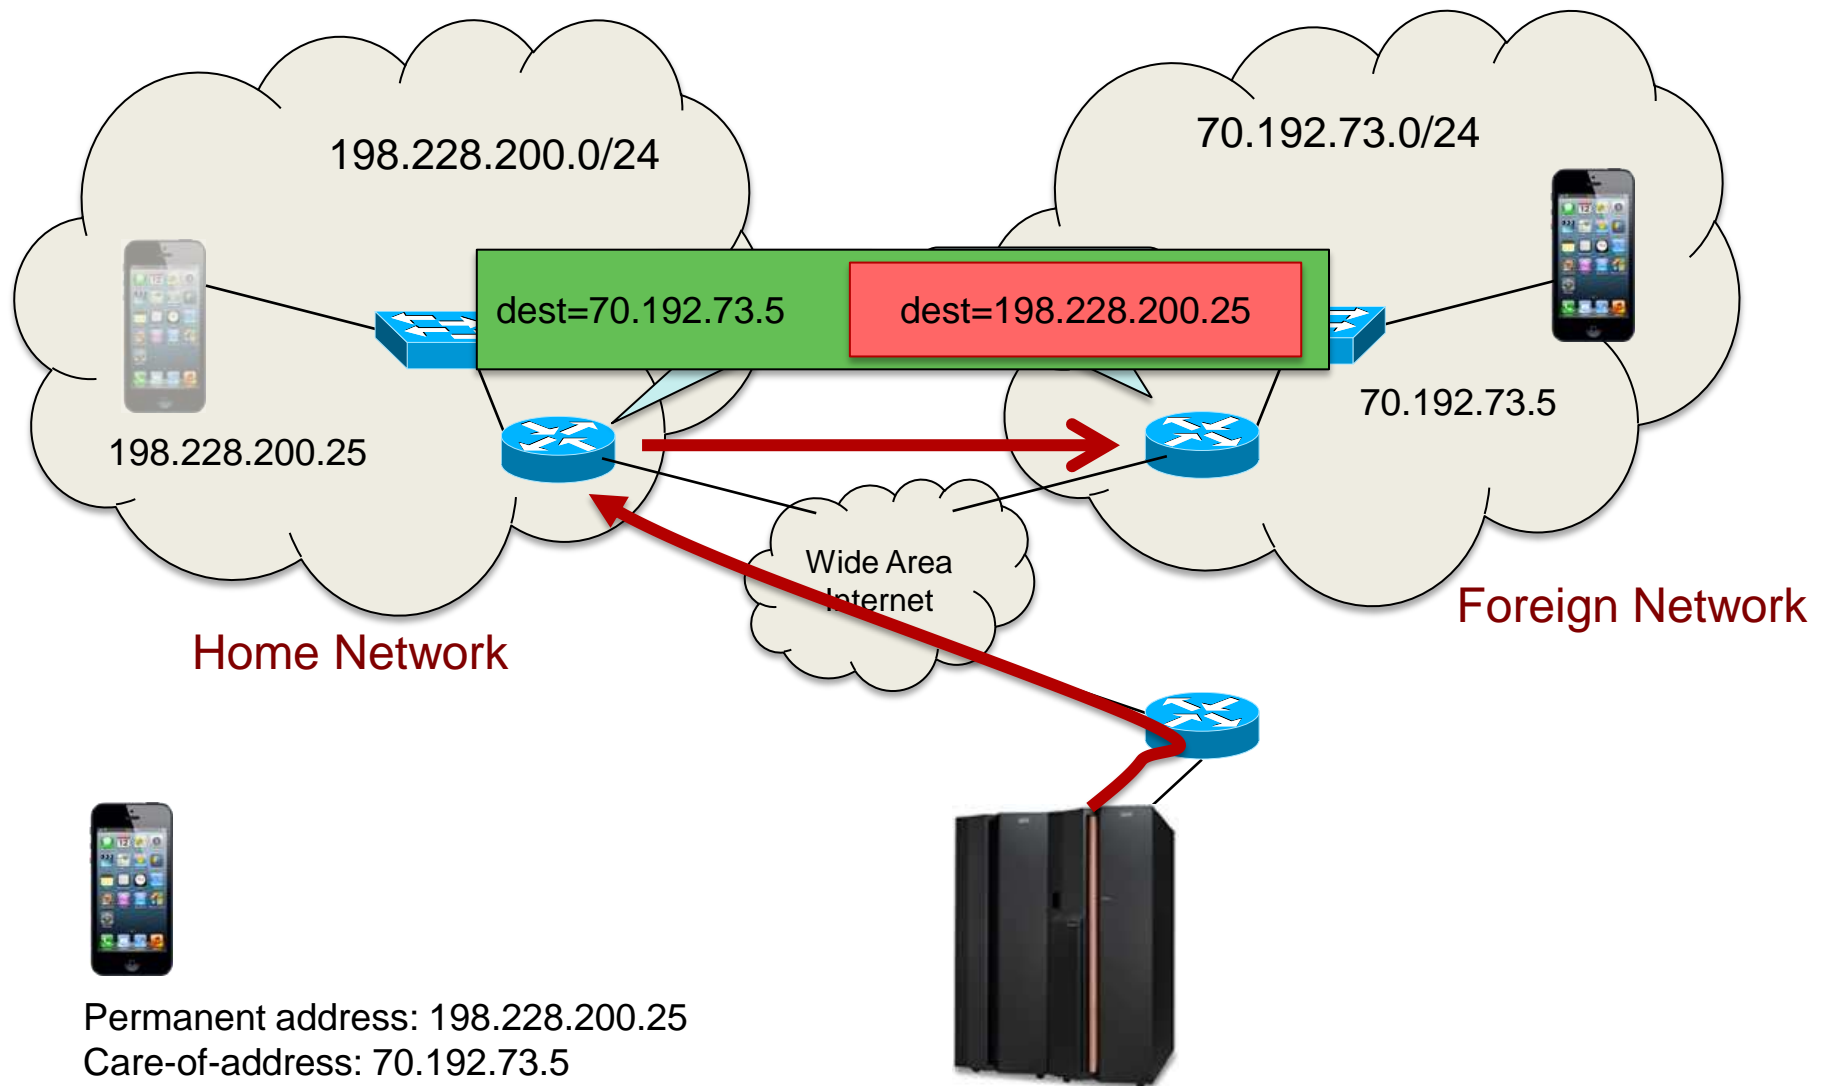 198.228.200.0/24
70.192.73.0/24
dest=70.192.73.5
dest=198.228.200.25
70.192.73.5
198.228.200.25
Wide Area
Internet
Foreign Network
Home Network
Permanent address: 198.228.200.25
Care-of-address: 70.192.73.5